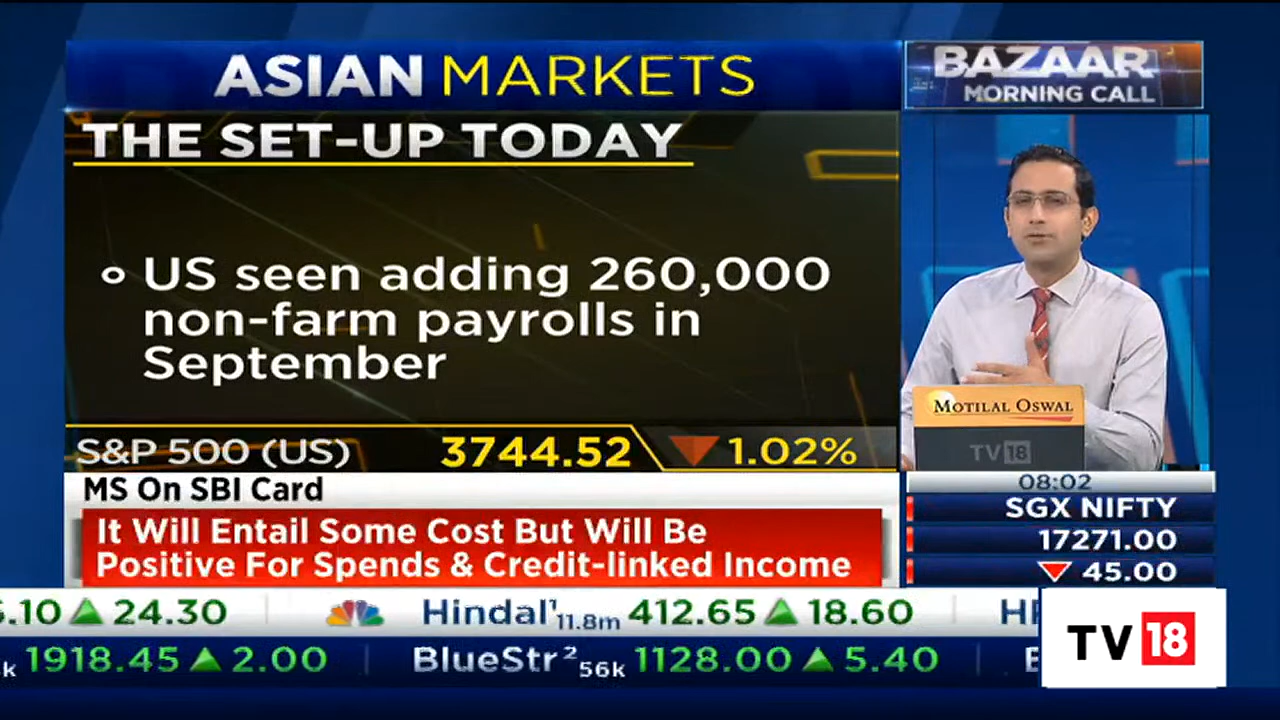 ASIAN MARKETS
BAZAAR
MORNING CALL
THE SET-UP TODAY
o US seen adding 260,000
non-farm payrolls in
September
MOTILAL OSWAL
TV18
S&P 500 (US) 3744.52 ▼ 1.02%
08:02
SGX NIFTY
17271.00
▼ 45.00
MS On SBI Card
It Will Entail Some Cost But Will Be
Positive For Spends & Credit-linked Income
.10 ▲ 24.30 Hindal¹ 11.8m 412.65 ▲ 18.60
k 1918.45 ▲ 2.00 BlueStr² 56k 1128.00 ▲ 5.40
TV18